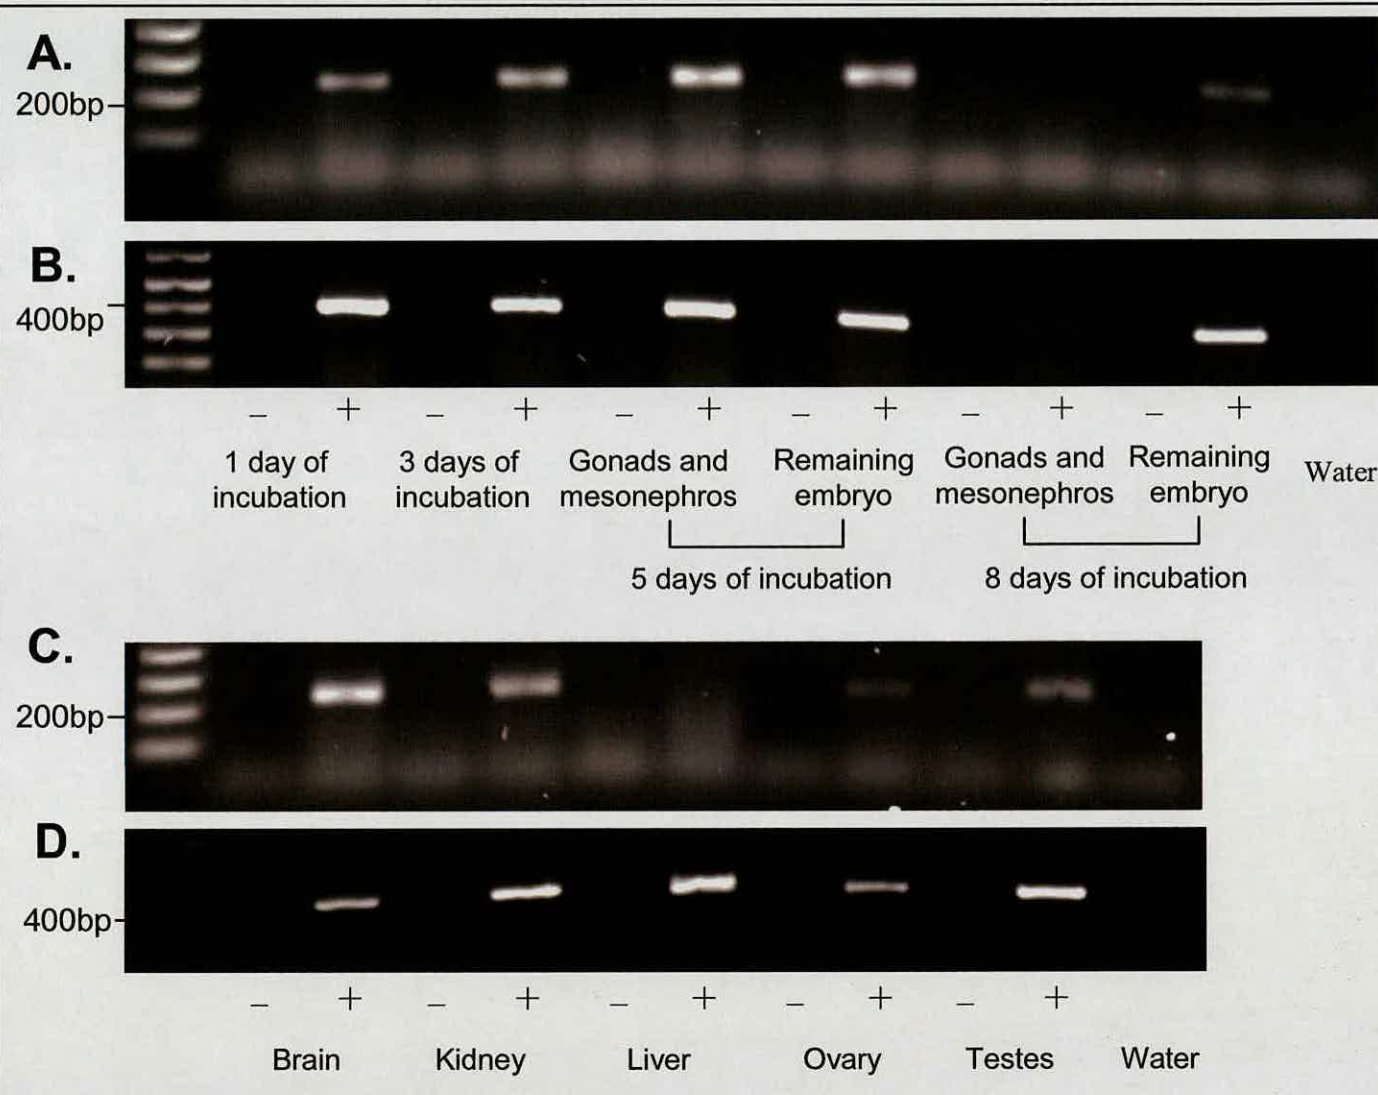 A.
200bp
B.
400bp
– + – + – + – + – + – +
1 day of incubation
3 days of incubation
Gonads and mesonephros
Remaining embryo
Gonads and mesonephros
Remaining embryo
Water
5 days of incubation
8 days of incubation
C.
200bp
D.
400bp
– + – + – + – + – +
Brain Kidney Liver Ovary Testes Water